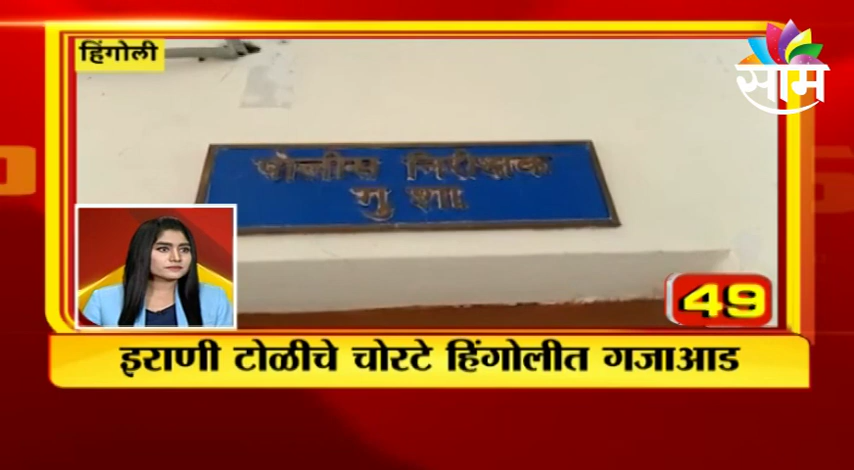 हिंगोली
साम
पोलीस निरीक्षक
मु शा.
49
इराणी टोळीचे चोरटे हिंगोलीत गजाआड